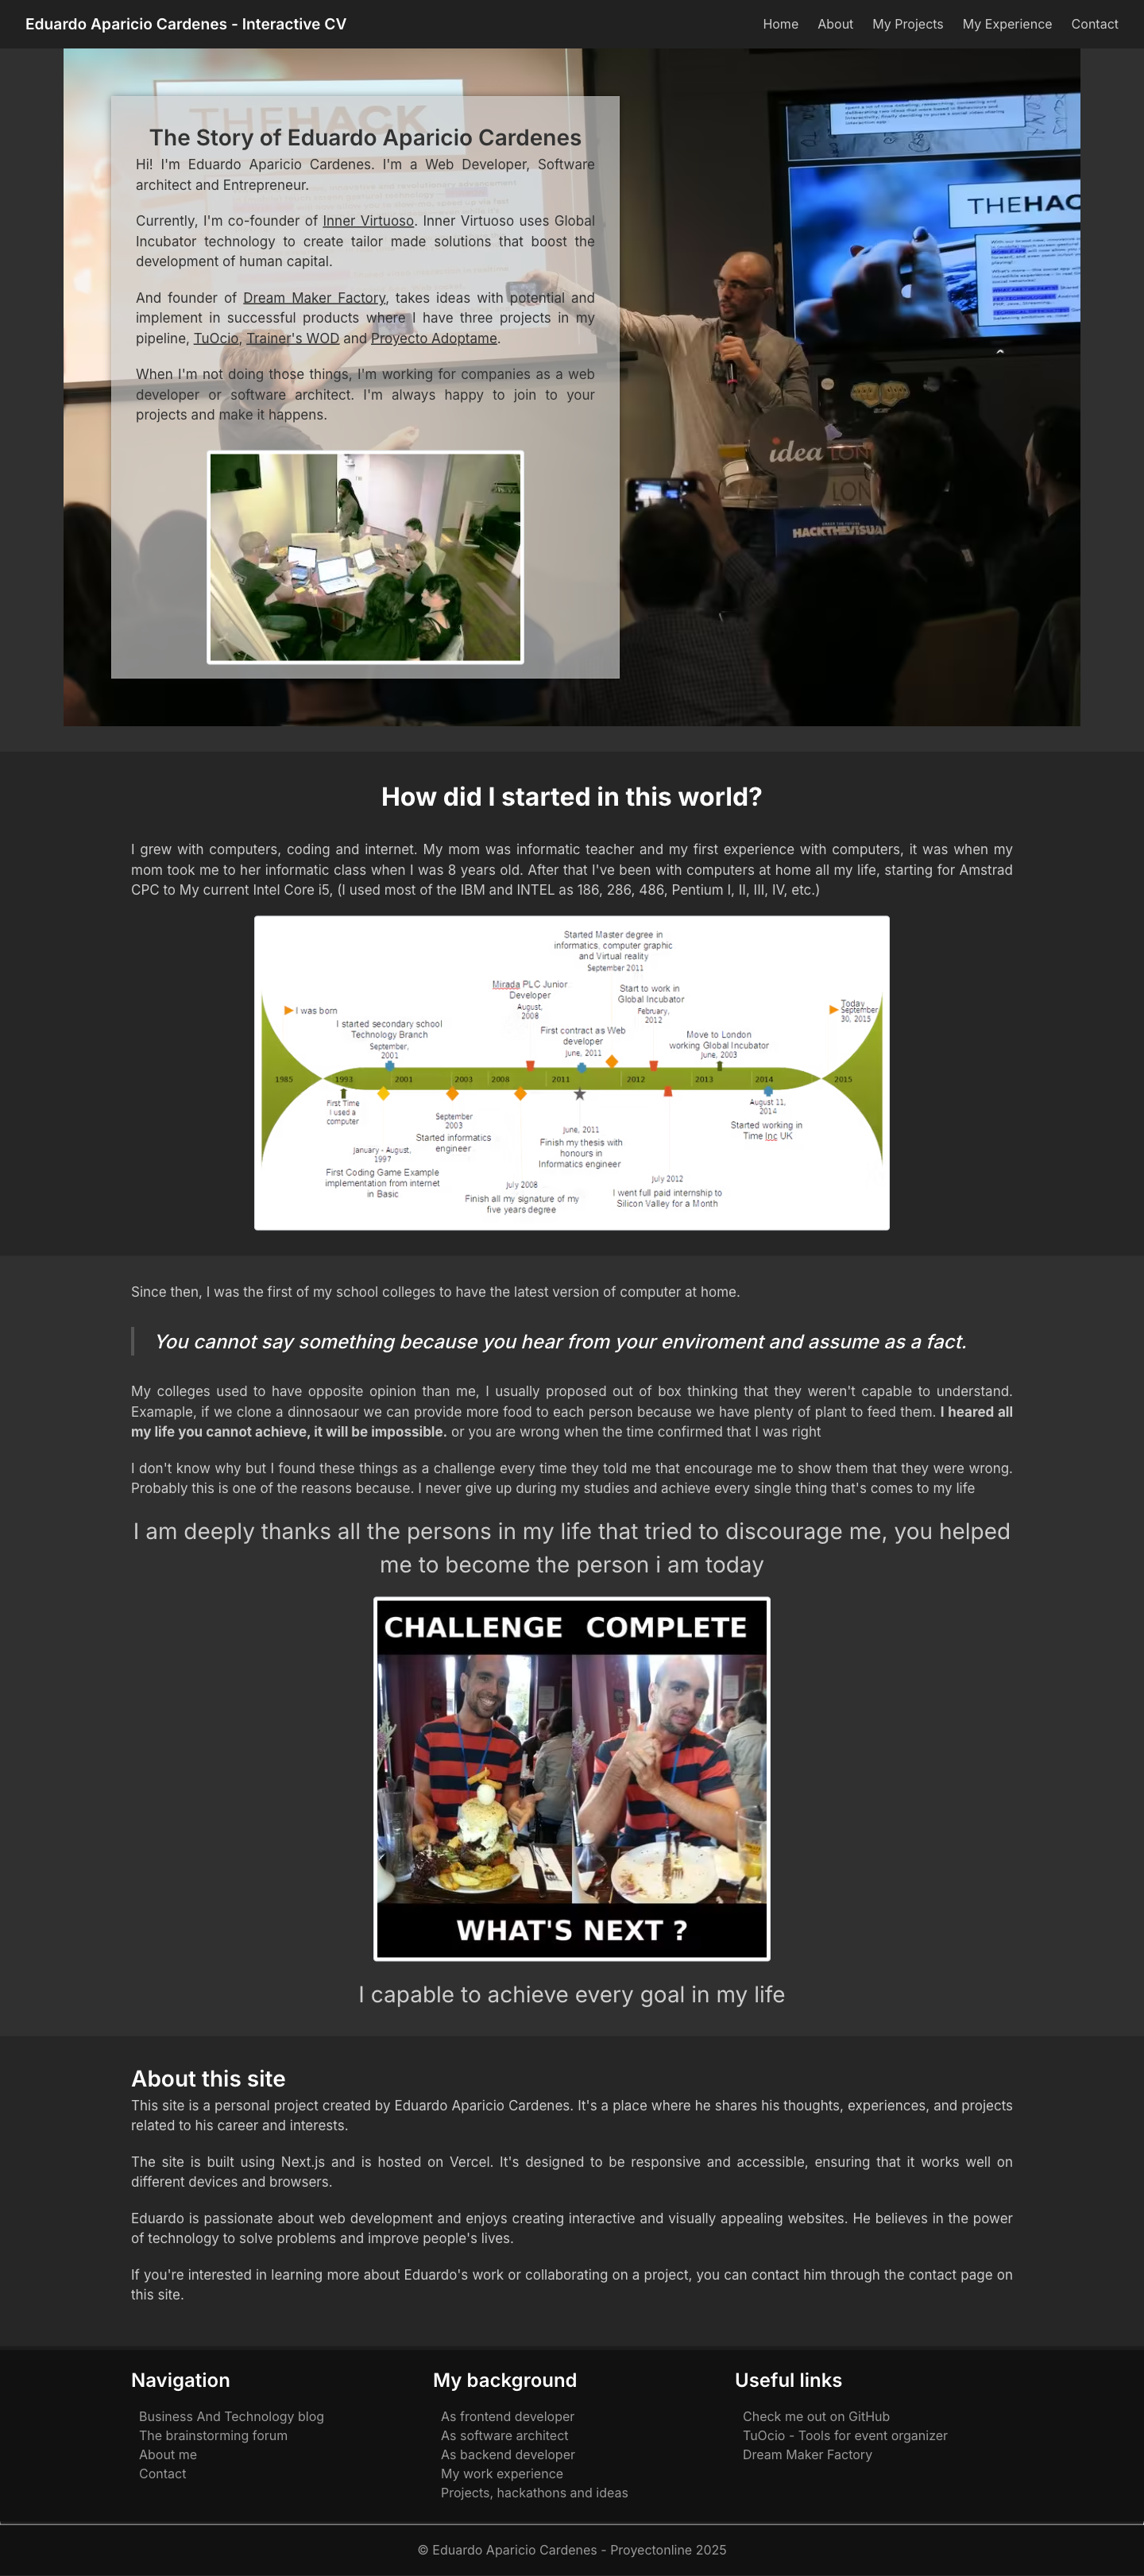 Eduardo Aparicio Cardenes - Interactive CV
Home About My Projects My Experience Contact
THEHACK
The Story of Eduardo Aparicio Cardenes
Hi! I'm Eduardo Aparicio Cardenes. I'm a Web Developer, Software
architect and Entrepreneur.
Currently, I'm co-founder of Inner Virtuoso. Inner Virtuoso uses Global
Incubator technology to create tailor made solutions that boost the
development of human capital.
And founder of Dream Maker Factory, takes ideas with potential and
implement in successful products where I have three projects in my
pipeline, TuOcio, Trainer's WOD and Proyecto Adoptame.
When I'm not doing those things, I'm working for companies as a web
developer or software architect. I'm always happy to join to your
projects and make it happens.
THEHAC
idea LON
LON
HACKTHEVISUAL
How did I started in this world?
I grew with computers, coding and internet. My mom was informatic teacher and my first experience with computers, it was when my
mom took me to her informatic class when I was 8 years old. After that I've been with computers at home all my life, starting for Amstrad
CPC to My current Intel Core i5, (I used most of the IBM and INTEL as 186, 286, 486, Pentium I, II, III, IV, etc.)
Started Master degree in
informatics, computer graphic
and Virtual reality
September 2011
Mirada PLC Junior
Developer
August,
2008
Start to work in
Global Incubator
February,
2012
I was born
Today
September
30, 2015
I started secondary school
Technology Branch
September,
2001
First contract as Web
developer
June, 2011
Move to London
working Global Incubator
June, 2003
1985 1993 2001 2003 2008 2011 2012 2013 2014 2015
First Time
I used a
computer
January - August,
1997
First Coding Game Example
implementation from internet
in Basic
September
2003
Started informatics
engineer
July 2008
Finish all my signature of my
five years degree
June, 2011
Finish my thesis with
honours in
Informatics engineer
July 2012
I went full paid internship to
Silicon Valley for a Month
August 11,
2014
Started working in
Time Inc UK
Since then, I was the first of my school colleges to have the latest version of computer at home.
You cannot say something because you hear from your enviroment and assume as a fact.
My colleges used to have opposite opinion than me, I usually proposed out of box thinking that they weren't capable to understand.
Examaple, if we clone a dinnosaour we can provide more food to each person because we have plenty of plant to feed them. I heared all
my life you cannot achieve, it will be impossible. or you are wrong when the time confirmed that I was right
I don't know why but I found these things as a challenge every time they told me that encourage me to show them that they were wrong.
Probably this is one of the reasons because. I never give up during my studies and achieve every single thing that's comes to my life
I am deeply thanks all the persons in my life that tried to discourage me, you helped
me to become the person i am today
CHALLENGE COMPLETE
WHAT'S NEXT ?
I capable to achieve every goal in my life
About this site
This site is a personal project created by Eduardo Aparicio Cardenes. It's a place where he shares his thoughts, experiences, and projects
related to his career and interests.
The site is built using Next.js and is hosted on Vercel. It's designed to be responsive and accessible, ensuring that it works well on
different devices and browsers.
Eduardo is passionate about web development and enjoys creating interactive and visually appealing websites. He believes in the power
of technology to solve problems and improve people's lives.
If you're interested in learning more about Eduardo's work or collaborating on a project, you can contact him through the contact page on
this site.
Navigation
Business And Technology blog
The brainstorming forum
About me
Contact
My background
As frontend developer
As software architect
As backend developer
My work experience
Projects, hackathons and ideas
Useful links
Check me out on GitHub
TuOcio - Tools for event organizer
Dream Maker Factory
© Eduardo Aparicio Cardenes - Proyectonline 2025